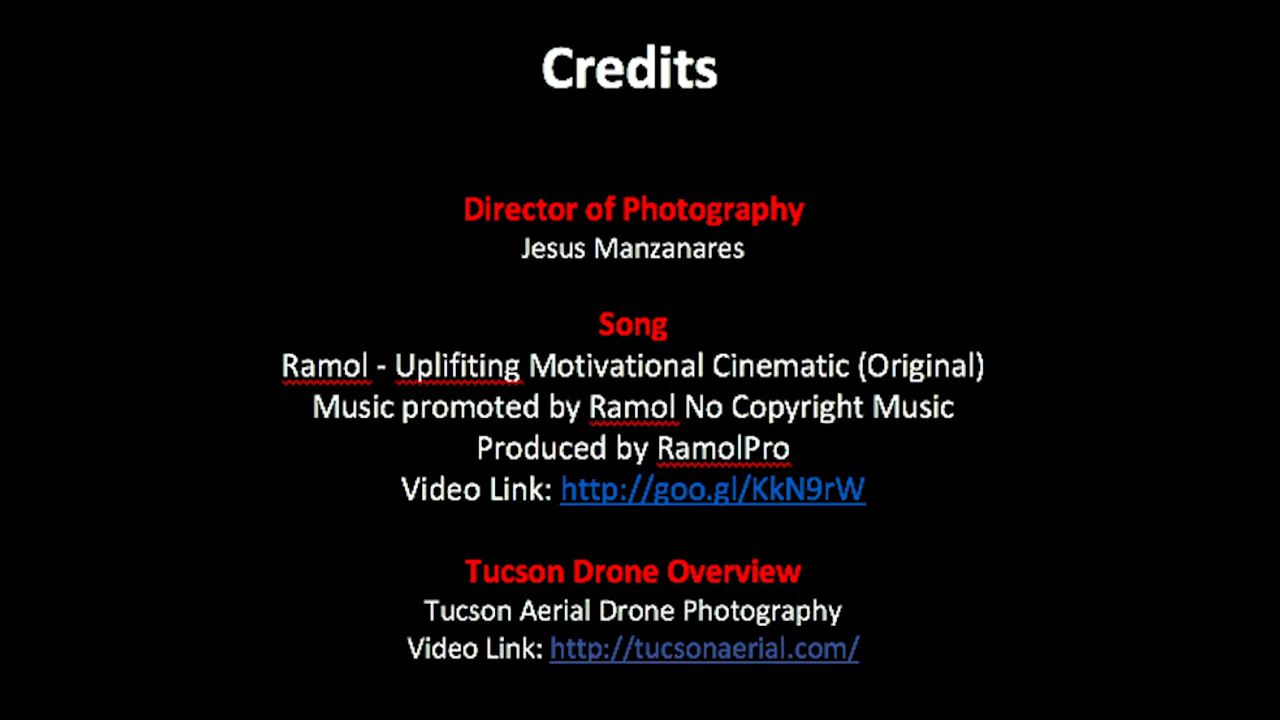 Credits
Director of Photography
Jesus Manzanares
Song
Ramol - Uplifiting Motivational Cinematic (Original)
Music promoted by Ramol No Copyright Music
Produced by RamolPro
Video Link: http://goo.gl/KkN9rW
Tucson Drone Overview
Tucson Aerial Drone Photography
Video Link: http://tucsonaerial.com/